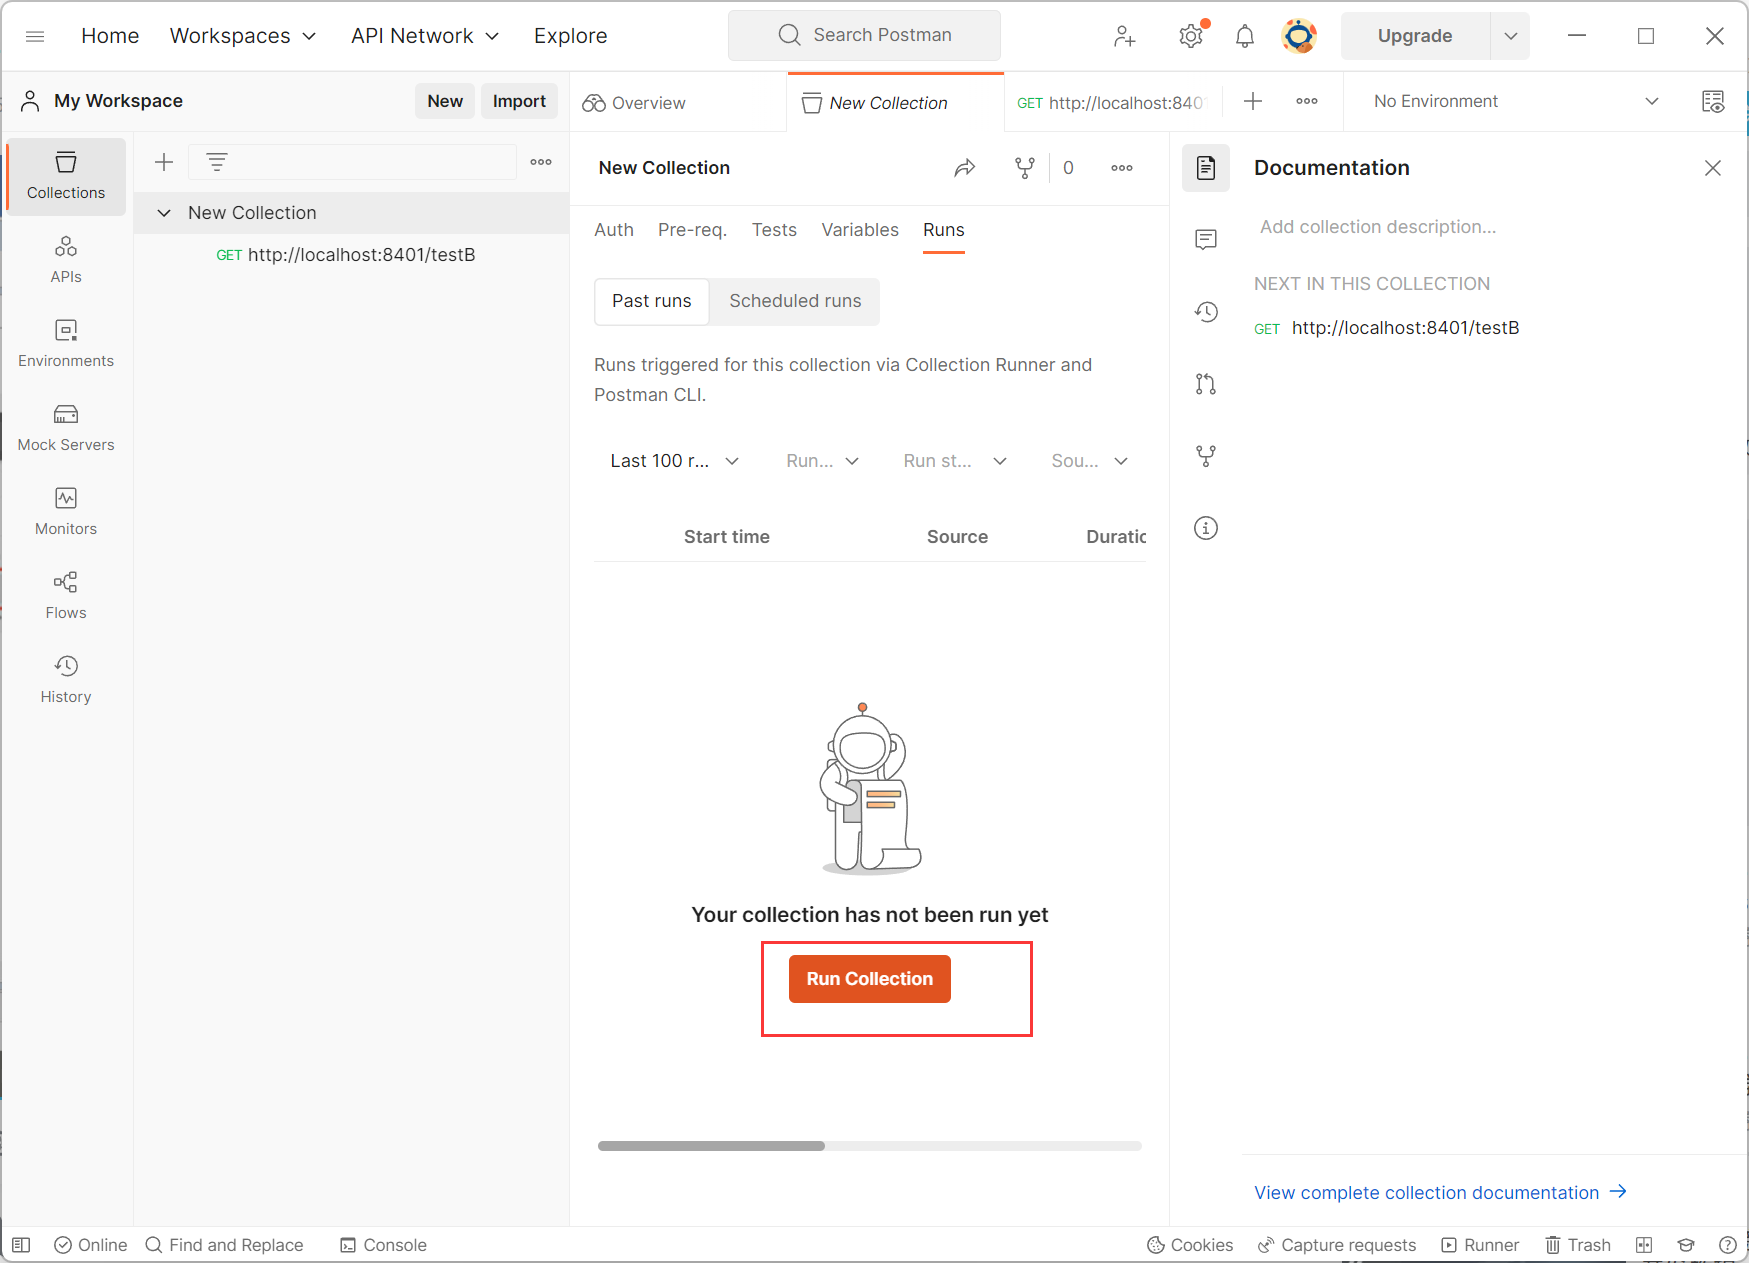 Home Workspaces API Network Explore Search Postman Upgrade
My Workspace New Import
Overview New Collection GET http://localhost:840 No Environment
Collections
APIs
Environments
Mock Servers
Monitors
Flows
History
New Collection
GET http://localhost:8401/testB
New Collection 0
Auth Pre-req. Tests Variables Runs
Past runs Scheduled runs
Runs triggered for this collection via Collection Runner and
Postman CLI.
Last 100 r... Run... Run st... Sou...
Start time Source Duratic
Your collection has not been run yet
Run Collection
Documentation
Add collection description...
NEXT IN THIS COLLECTION
GET http://localhost:8401/testB
View complete collection documentation
Online Find and Replace Console Cookies Capture requests Runner Trash